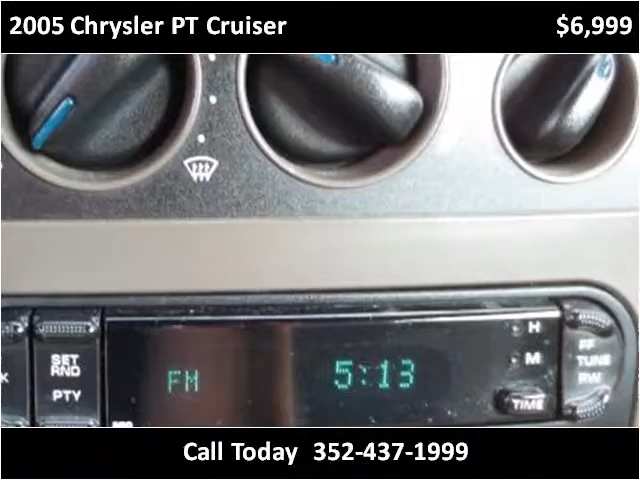 2005 Chrysler PT Cruiser $6,999
FM 5:13
SET
RND
PTY
H
M
TIME
FF
TUNE
RW
Call Today 352-437-1999